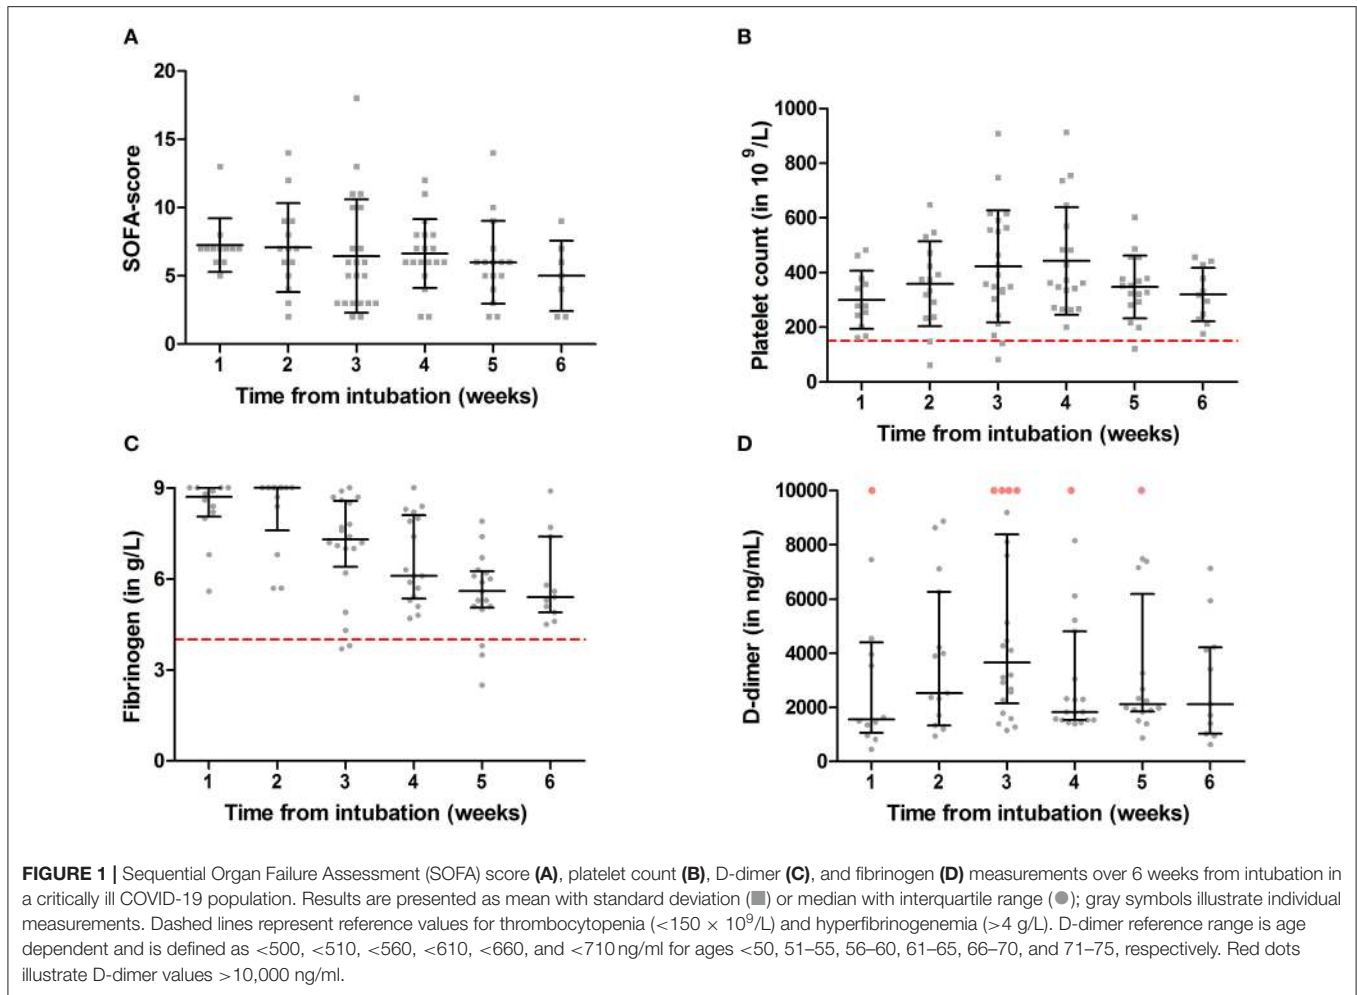 A
20
15
10
5
0
SOFA-score
1 2 3 4 5 6
Time from intubation (weeks)
B
1000
800
600
400
200
0
Platelet count (in 10 9/L)
1 2 3 4 5 6
Time from intubation (weeks)
C
9
6
3
0
Fibrinogen (in g/L)
1 2 3 4 5 6
Time from intubation (weeks)
D
10000
8000
6000
4000
2000
0
D-dimer (in ng/mL)
1 2 3 4 5 6
Time from intubation (weeks)
FIGURE 1 | Sequential Organ Failure Assessment (SOFA) score (A), platelet count (B), D-dimer (C), and fibrinogen (D) measurements over 6 weeks from intubation in
a critically ill COVID-19 population. Results are presented as mean with standard deviation (■) or median with interquartile range (●); gray symbols illustrate individual
measurements. Dashed lines represent reference values for thrombocytopenia (<150 × 10⁹/L) and hyperfibrinogenemia (>4 g/L). D-dimer reference range is age
dependent and is defined as <500, <510, <560, <610, <660, and <710 ng/ml for ages <50, 51–55, 56–60, 61–65, 66–70, and 71–75, respectively. Red dots
illustrate D-dimer values >10,000 ng/ml.